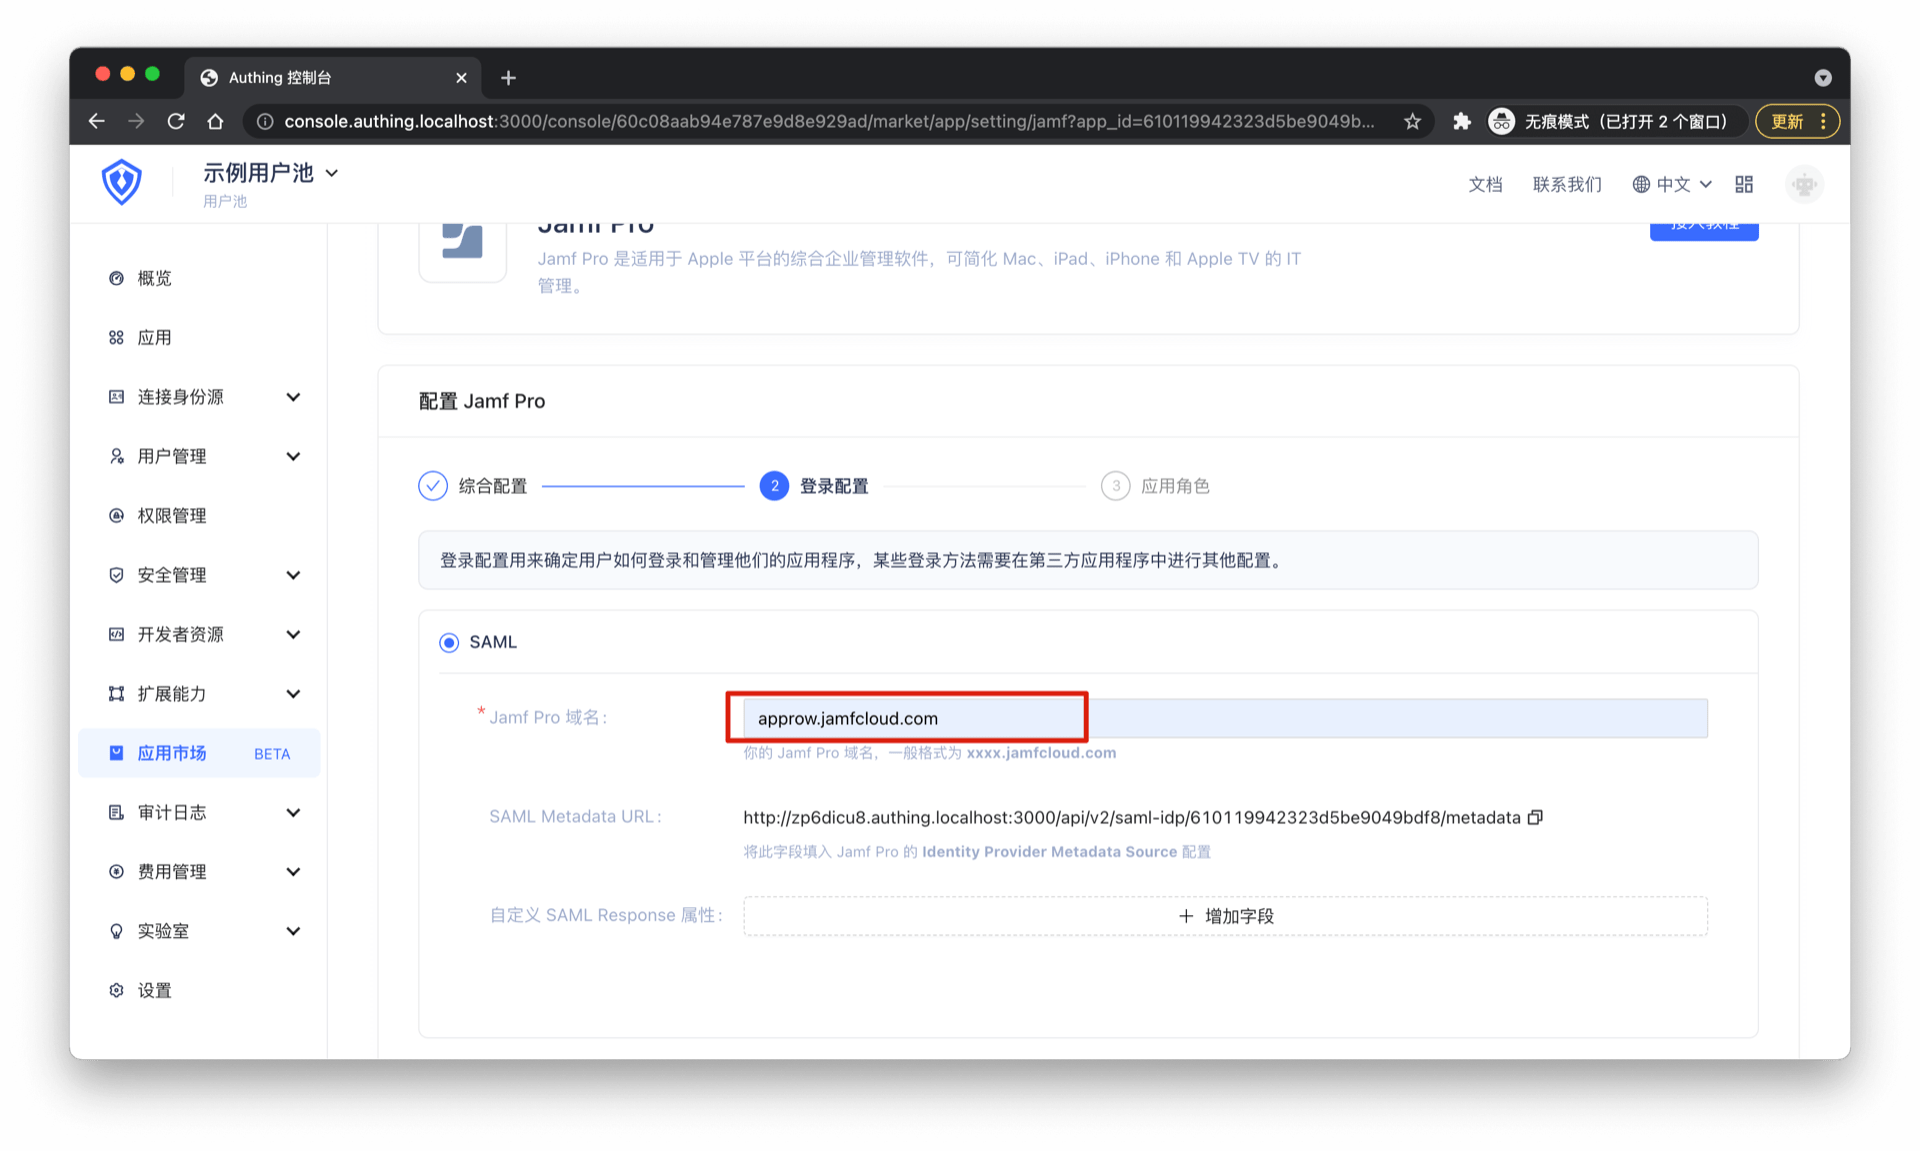 Authing 控制台
console.authing.localhost:3000/console/60c08aab94e787e9d8e929ad/market/app/setting/jamf?app_id=610119942323d5be9049b...
无痕模式（已打开 2 个窗口）
更新
示例用户池
用户池
文档
联系我们
中文
Jamf Pro
接入教程
Jamf Pro 是适用于 Apple 平台的综合企业管理软件，可简化 Mac、iPad、iPhone 和 Apple TV 的 IT
管理。
概览
应用
连接身份源
用户管理
权限管理
安全管理
开发者资源
扩展能力
应用市场 BETA
审计日志
费用管理
实验室
设置
配置 Jamf Pro
综合配置
2 登录配置
3 应用角色
登录配置用来确定用户如何登录和管理他们的应用程序，某些登录方法需要在第三方应用程序中进行其他配置。
SAML
* Jamf Pro 域名：
approw.jamfcloud.com
你的 Jamf Pro 域名，一般格式为 xxxx.jamfcloud.com
SAML Metadata URL：
http://zp6dicu8.authing.localhost:3000/api/v2/saml-idp/610119942323d5be9049bdf8/metadata
将此字段填入 Jamf Pro 的 Identity Provider Metadata Source 配置
自定义 SAML Response 属性：
＋ 增加字段